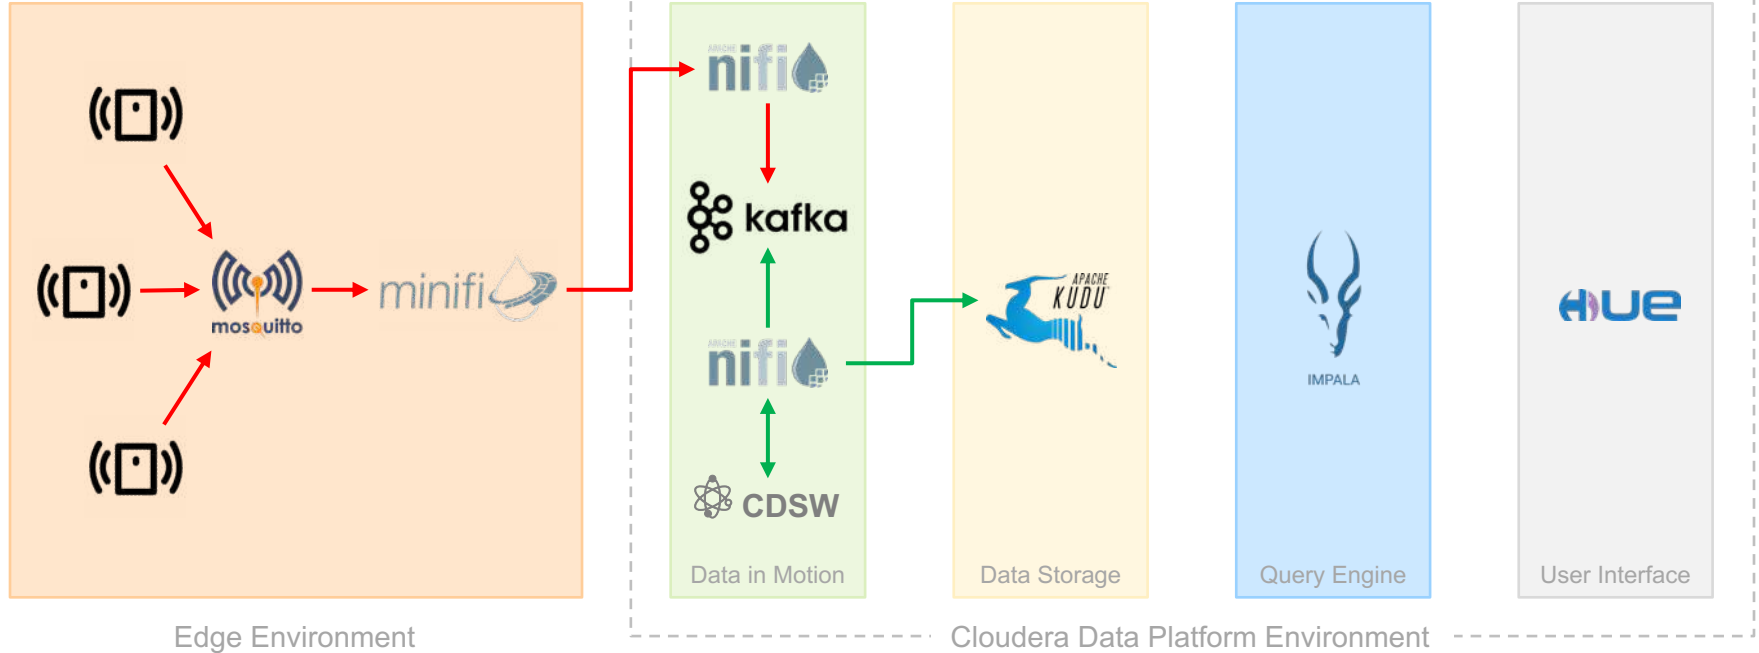 mosquitto
minifi
APACHE
nifi
kafka
APACHE
nifi
CDSW
Data in Motion
APACHE
KUDU
Data Storage
IMPALA
Query Engine
HUE
User Interface
Edge Environment
Cloudera Data Platform Environment